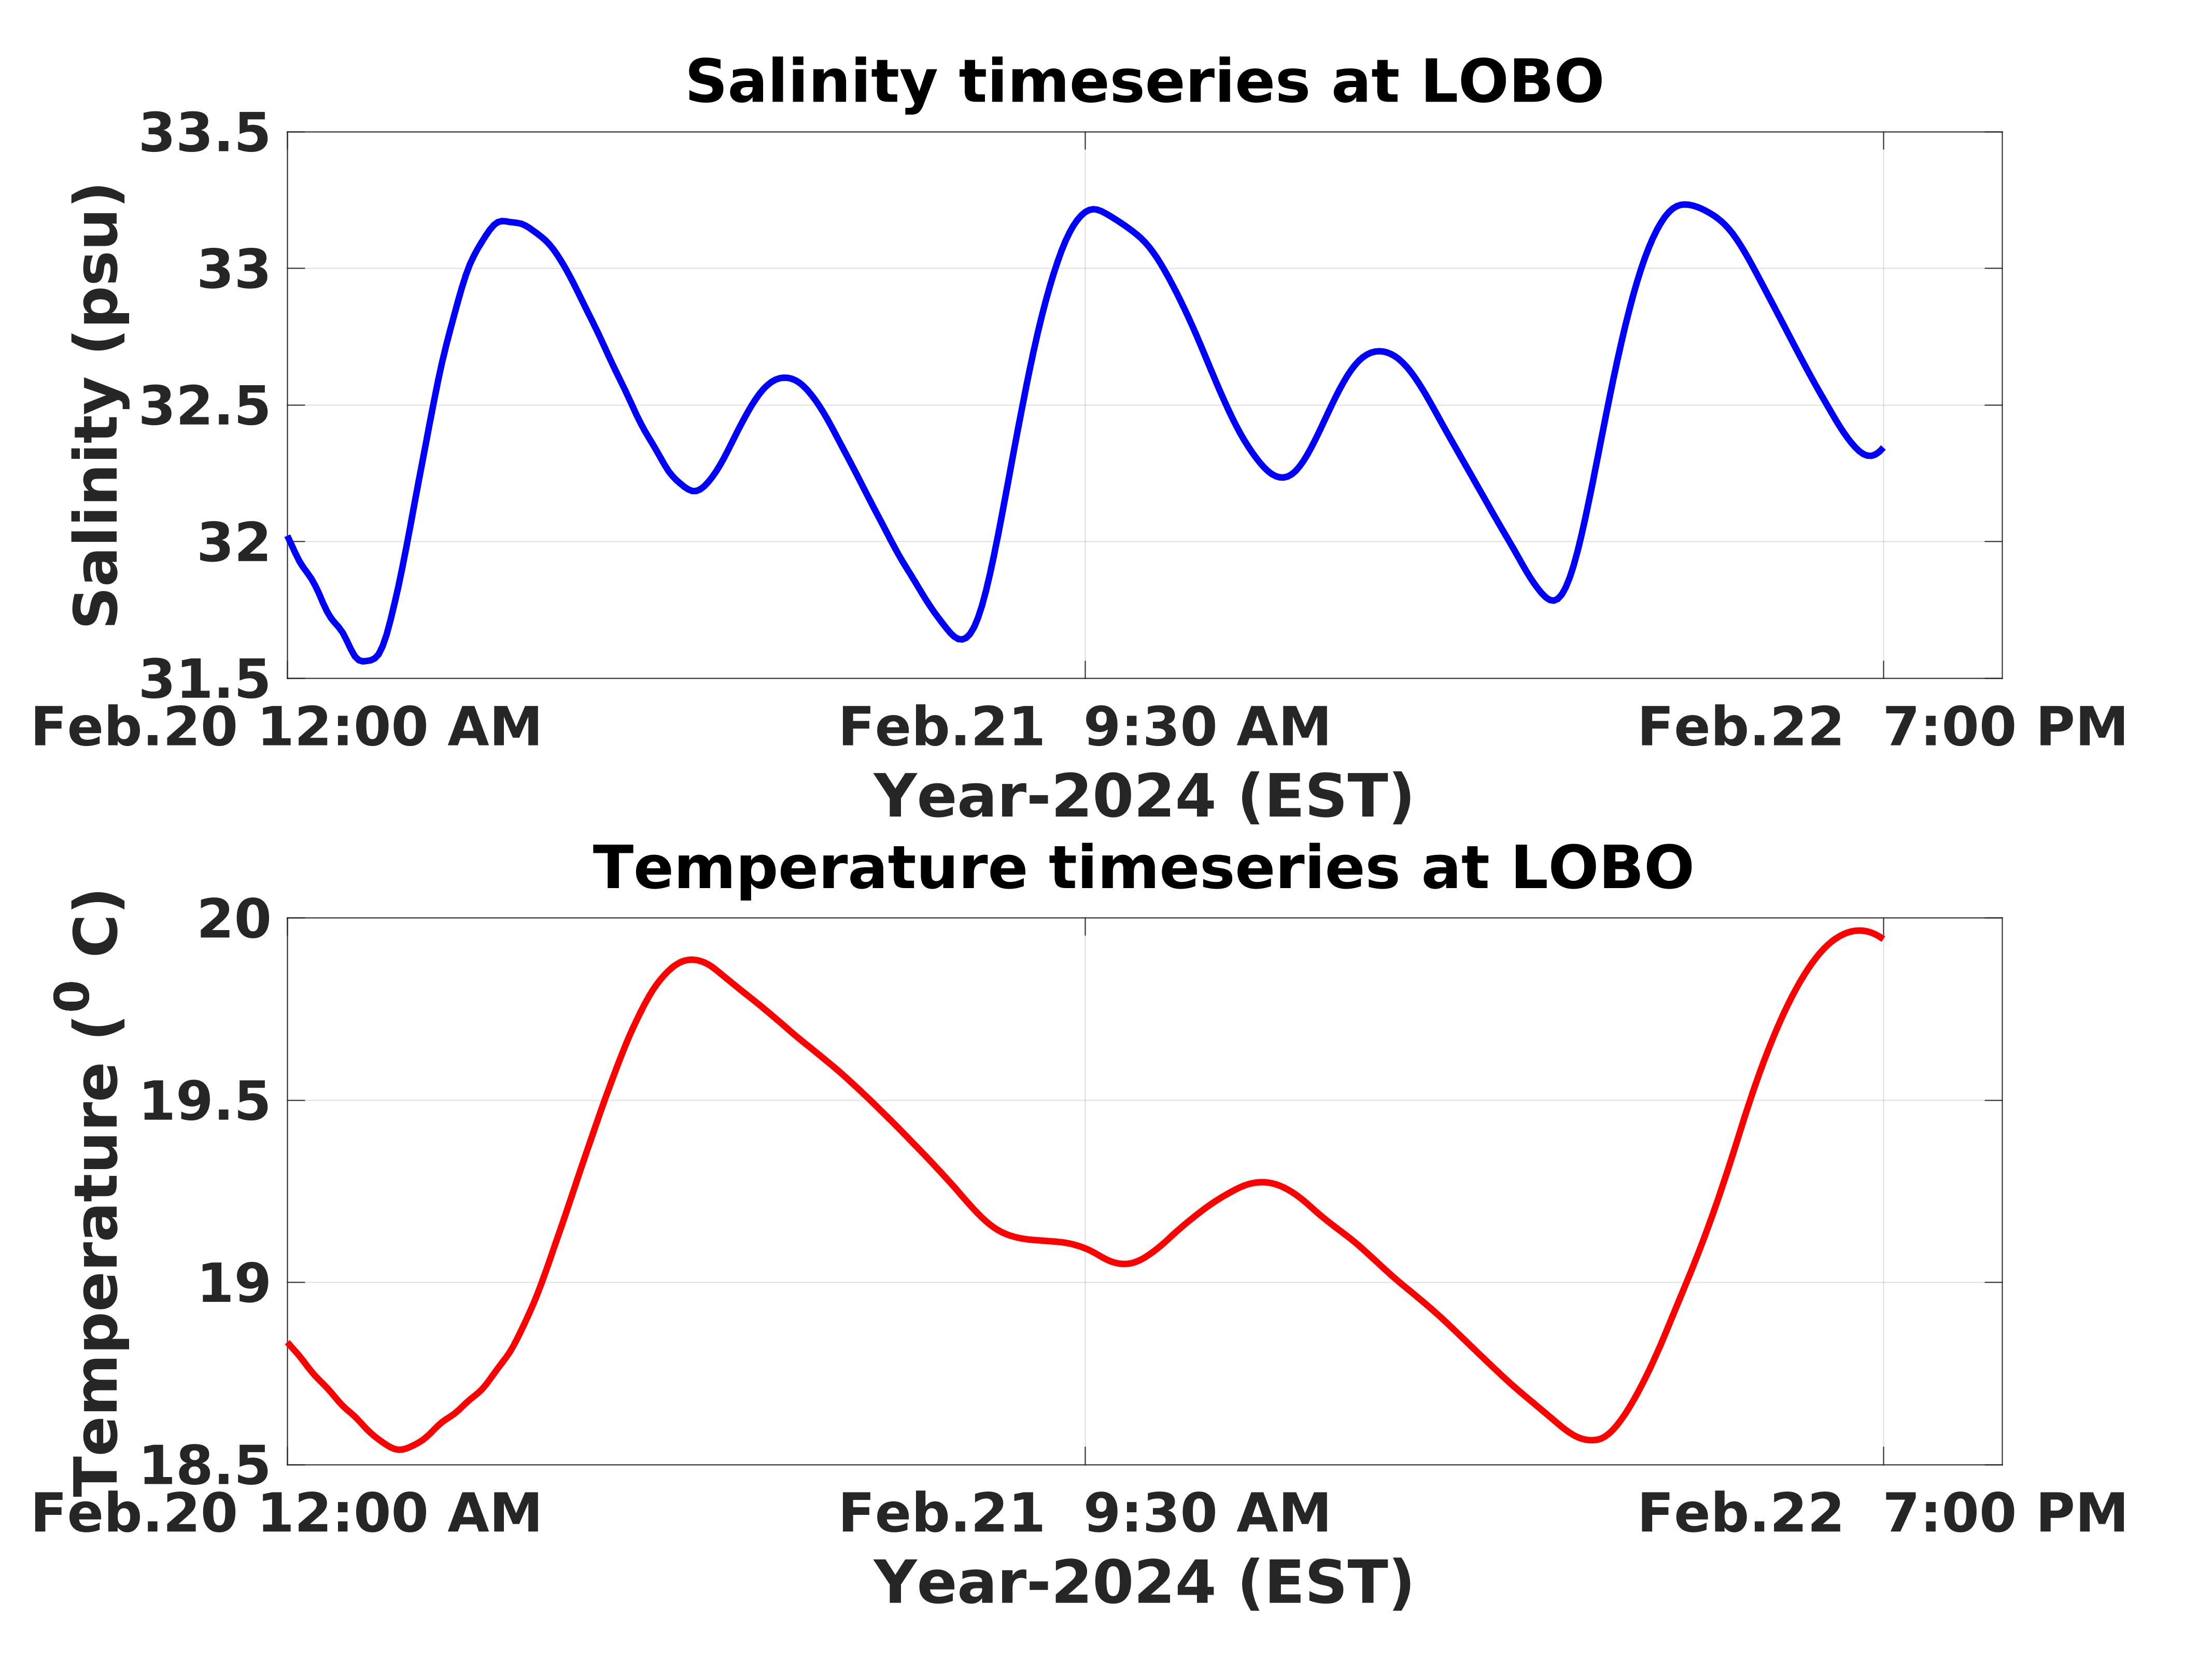 Salinity timeseries at LOBO
Salinity (psu)
33.5
33
32.5
32
31.5
Feb.20 12:00 AM Feb.21  9:30 AM Feb.22  7:00 PM
Year-2024 (EST)
Temperature timeseries at LOBO
Temperature (⁰ C)
20
19.5
19
18.5
Feb.20 12:00 AM Feb.21  9:30 AM Feb.22  7:00 PM
Year-2024 (EST)